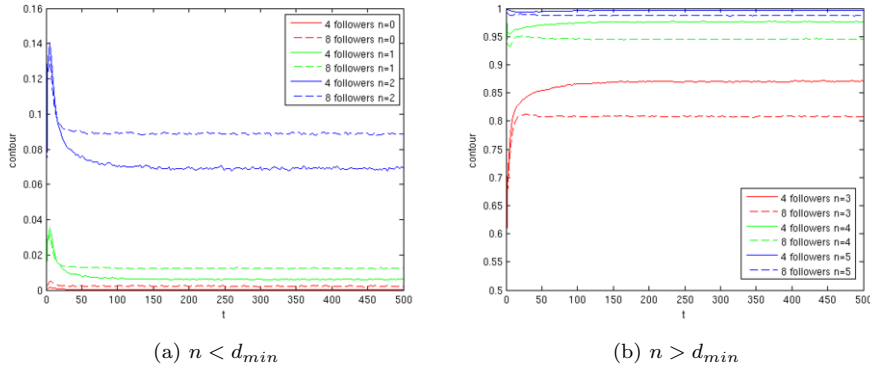 0.16
0.14
0.12
0.1
0.08
0.06
0.04
0.02
0
contour
0 50 100 150 200 250 300 350 400 450 500
t
4 followers n=0
8 followers n=0
4 followers n=1
8 followers n=1
4 followers n=2
8 followers n=2
(a) n < d_min
1
0.95
0.9
0.85
0.8
0.75
0.7
0.65
0.6
0.55
0.5
contour
0 50 100 150 200 250 300 350 400 450 500
t
4 followers n=3
8 followers n=3
4 followers n=4
8 followers n=4
4 followers n=5
8 followers n=5
(b) n > d_min